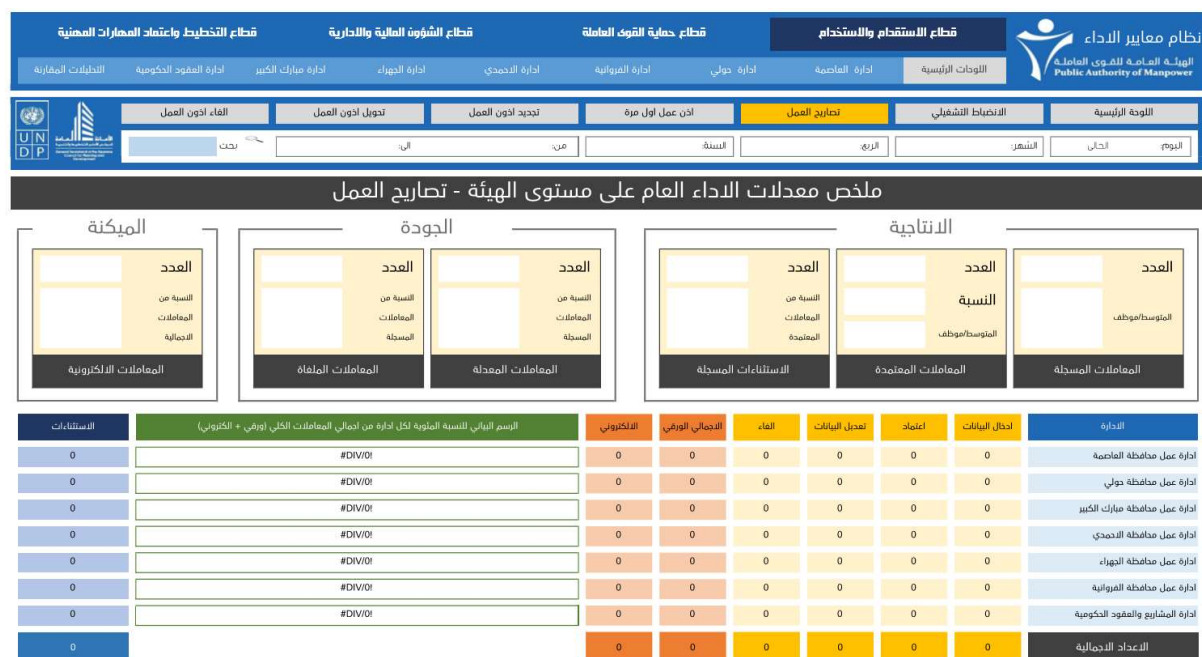 نظام معايير الاداء
الهيئة العامة للقوى العاملة
Public Authority of Manpower
قطاع الاستقدام والاستخدام
قطاع حماية القوى العاملة
قطاع الشؤون المالية والادارية
قطاع التخطيط واعتماد المهارات المهنية
اللوحات الرئيسية
ادارة العاصمة
ادارة حولي
ادارة الفروانية
ادارة الاحمدي
ادارة الجهراء
ادارة مبارك الكبير
ادارة العقود الحكومية
التحليلات المقارنة
اللوحة الرئيسية
الانضباط التشغيلي
تصاريح العمل
اذن عمل اول مرة
تجديد اذون العمل
تحويل اذون العمل
الغاء اذون العمل
اليوم: الحالي
الشهر:
الربع:
السنة:
من:
الى:
بحث
UN
DP
ملخص معدلات الاداء العام على مستوى الهيئة - تصاريح العمل
الانتاجية
العدد
المتوسط/موظف
المعاملات المسجلة
العدد
النسبة
المتوسط/موظف
المعاملات المعتمدة
العدد
النسبة من
المعاملات
المعتمدة
الاستثناءات المسجلة
الجودة
العدد
النسبة من
المعاملات
المسجلة
المعاملات المعدلة
العدد
النسبة من
المعاملات
المسجلة
المعاملات الملغاة
الميكنة
العدد
النسبة من
المعاملات
الاجمالية
المعاملات الالكترونية
الادارة ادخال البيانات اعتماد تعديل البيانات الغاء الاجمالي الورقي الالكتروني الرسم البياني للنسبة المئوية لكل ادارة من اجمالي المعاملات الكلي (ورقي + الكتروني) الاستثناءات
ادارة عمل محافظة العاصمة 0 0 0 0 0 0 #DIV/0! 0
ادارة عمل محافظة حولي 0 0 0 0 0 0 #DIV/0! 0
ادارة عمل محافظة مبارك الكبير 0 0 0 0 0 0 #DIV/0! 0
ادارة عمل محافظة الاحمدي 0 0 0 0 0 0 #DIV/0! 0
ادارة عمل محافظة الجهراء 0 0 0 0 0 0 #DIV/0! 0
ادارة عمل محافظة الفروانية 0 0 0 0 0 0 #DIV/0! 0
ادارة المشاريع والعقود الحكومية 0 0 0 0 0 0 #DIV/0! 0
الاعداد الاجمالية 0 0 0 0 0 0 0